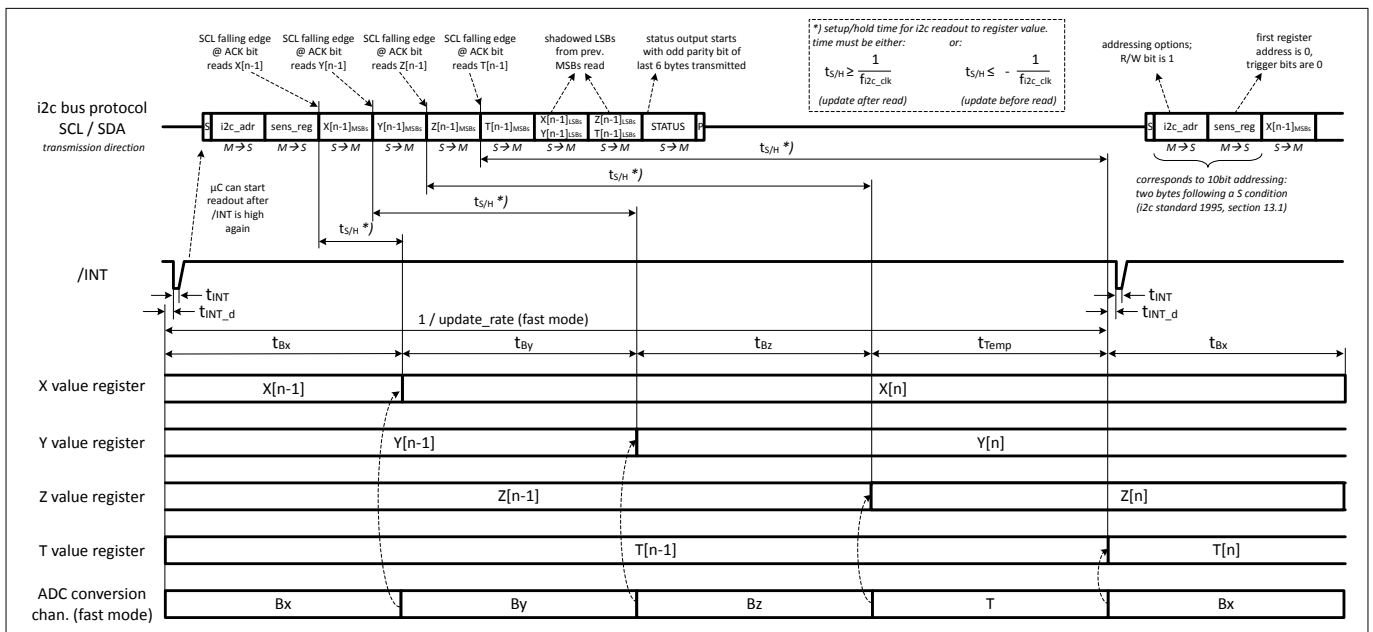 SCL falling edge
@ ACK bit
reads X[n-1]
SCL falling edge
@ ACK bit
reads Y[n-1]
SCL falling edge
@ ACK bit
reads Z[n-1]
SCL falling edge
@ ACK bit
reads T[n-1]
shadowed LSBs
from prev.
MSBs read
status output starts
with odd parity bit of
last 6 bytes transmitted
*) setup/hold time for i2c readout to register value.
time must be either: or:
tS/H ≥ 1 / fi2c_clk tS/H ≤ - 1 / fi2c_clk
(update after read) (update before read)
addressing options;
R/W bit is 1
first register
address is 0,
trigger bits are 0
i2c bus protocol
SCL / SDA
transmission direction
S i2c_adr sens_reg X[n-1]MSBs Y[n-1]MSBs Z[n-1]MSBs T[n-1]MSBs X[n-1]LSBs Y[n-1]LSBs Z[n-1]LSBs T[n-1]LSBs STATUS P
S i2c_adr sens_reg X[n-1]MSBs
M→S M→S S→M S→M S→M S→M S→M S→M S→M
M→S M→S S→M
tS/H *)
tS/H *)
tS/H *)
tS/H *)
µC can start
readout after
/INT is high
again
corresponds to 10bit addressing:
two bytes following a S condition
(i2c standard 1995, section 13.1)
/INT
tINT
tINT_d
tINT
tINT_d
1 / update_rate (fast mode)
tBx tBy tBz tTemp tBx
X value register X[n-1] X[n]
Y value register Y[n-1] Y[n]
Z value register Z[n-1] Z[n]
T value register T[n-1] T[n]
ADC conversion
chan. (fast mode) Bx By Bz T Bx